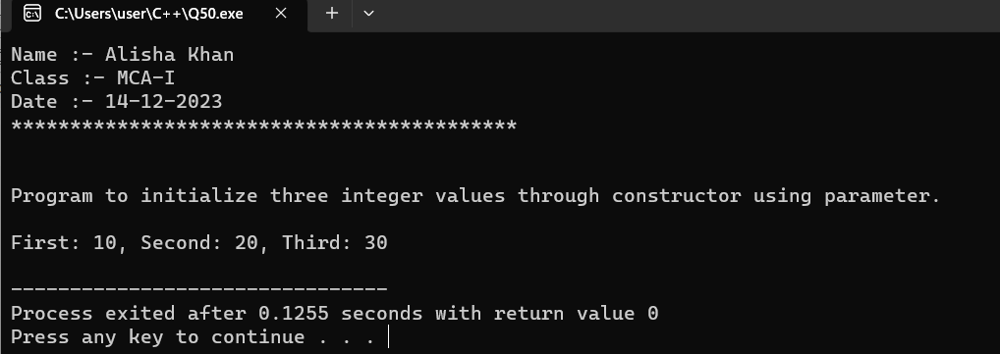 C:\Users\user\C++\Q50.exe
Name :- Alisha Khan
Class :- MCA-I
Date :- 14-12-2023
*******************************************
Program to initialize three integer values through constructor using parameter.
First: 10, Second: 20, Third: 30
--------------------------------
Process exited after 0.1255 seconds with return value 0
Press any key to continue . . .